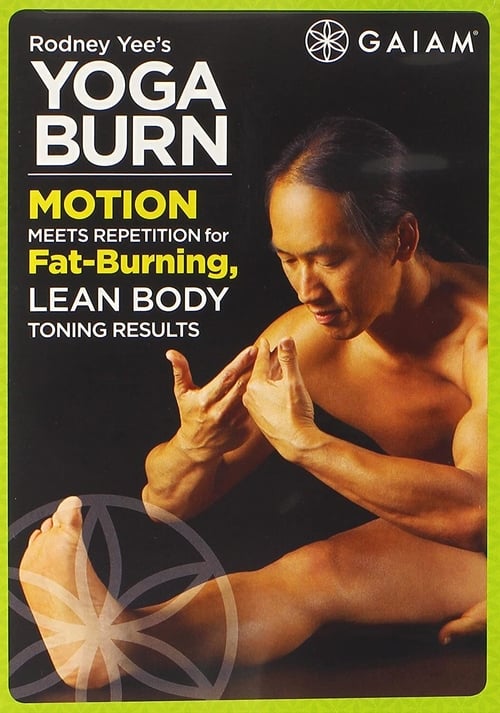 Rodney Yee's
YOGA
BURN
GAIAM®
MOTION
MEETS REPETITION for
Fat-Burning,
LEAN BODY
TONING RESULTS